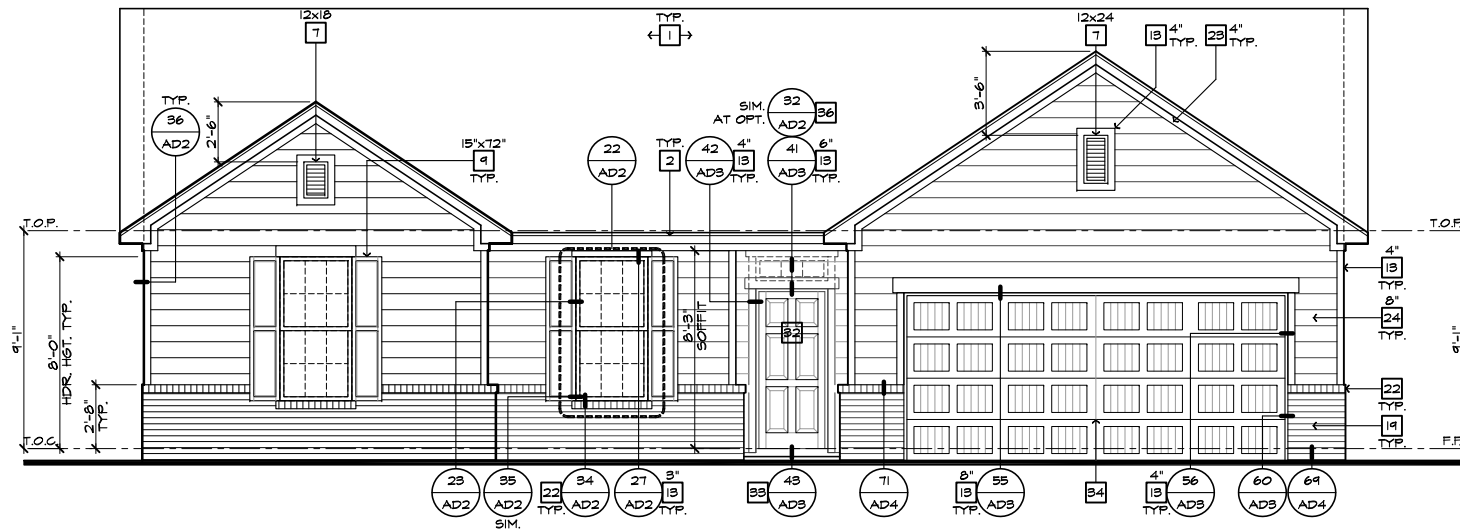 TYP.
1
12x18
7
12x24
7
13 4" TYP.
23 4" TYP.
2'-6"
3'-6"
TYP.
36
AD2
15"x72"
9
TYP.
22
AD2
TYP.
2
SIM.
AT OPT.
32
AD2
36
42
AD3
4"
13
TYP.
41
AD3
6"
13
TYP.
T.O.P.
T.O.P.
9'-1"
8'-0"
HDR. HGT. TYP.
2'-8"
TYP.
8'-3"
SOFFIT
32
4"
13
TYP.
8"
24
TYP.
9'-1"
22
TYP.
19
TYP.
T.O.C.
F.F.
23
AD2
35
AD2
SIM.
22
TYP.
34
AD2
27
AD2
3"
13
TYP.
33
43
AD3
71
AD4
8"
13
TYP.
55
AD3
34
4"
13
TYP.
56
AD3
60
AD3
69
AD4